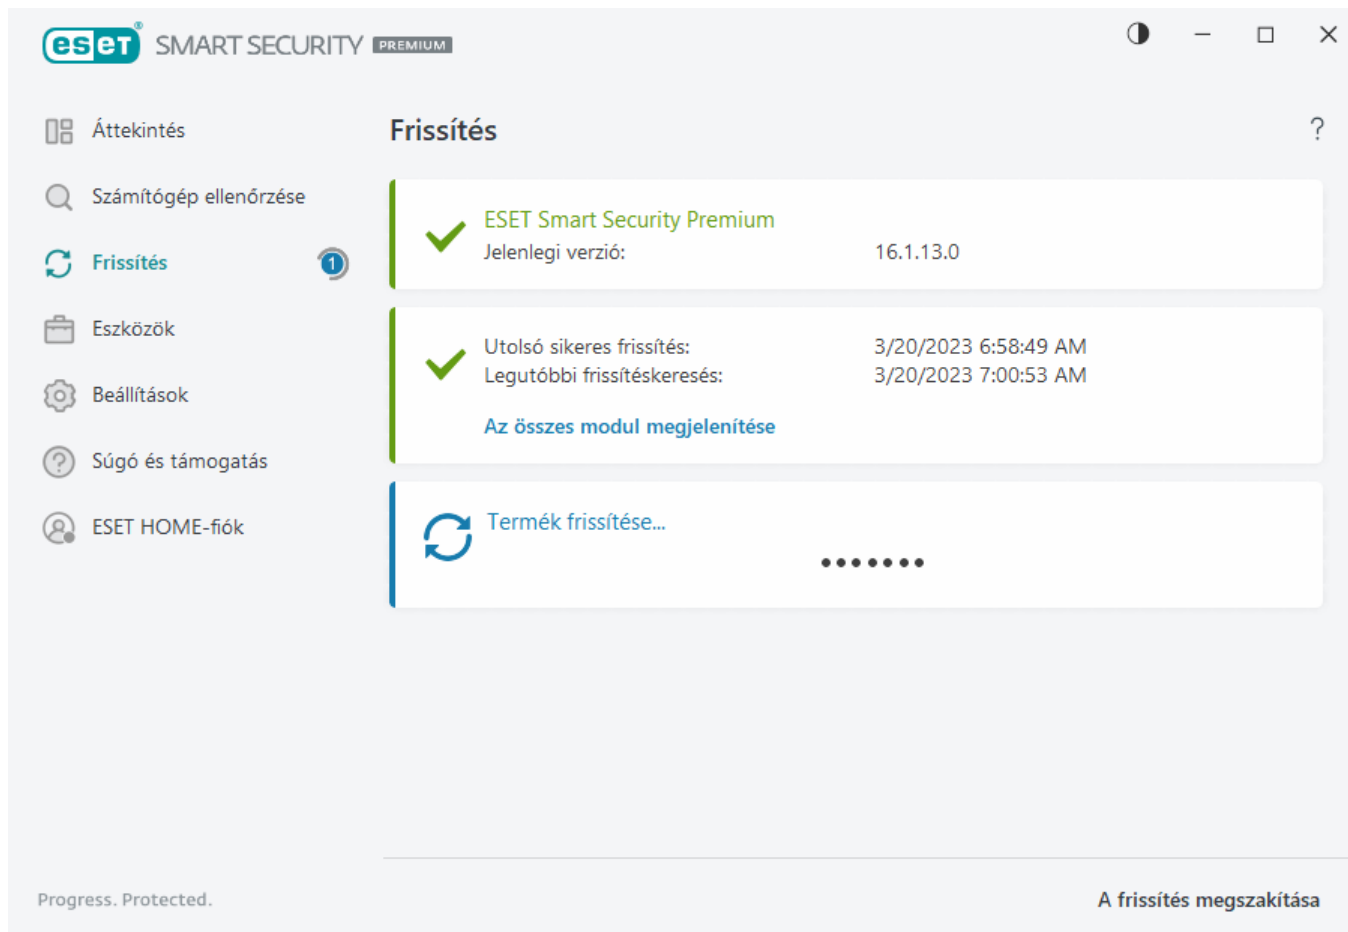 eset® SMART SECURITY PREMIUM
Áttekintés
Számítógép ellenőrzése
Frissítés 1
Eszközök
Beállítások
Súgó és támogatás
ESET HOME-fiók
Frissítés ?
ESET Smart Security Premium
Jelenlegi verzió: 16.1.13.0
Utolsó sikeres frissítés: 3/20/2023 6:58:49 AM
Legutóbbi frissítéskeresés: 3/20/2023 7:00:53 AM
Az összes modul megjelenítése
Termék frissítése...
Progress. Protected.
A frissítés megszakítása